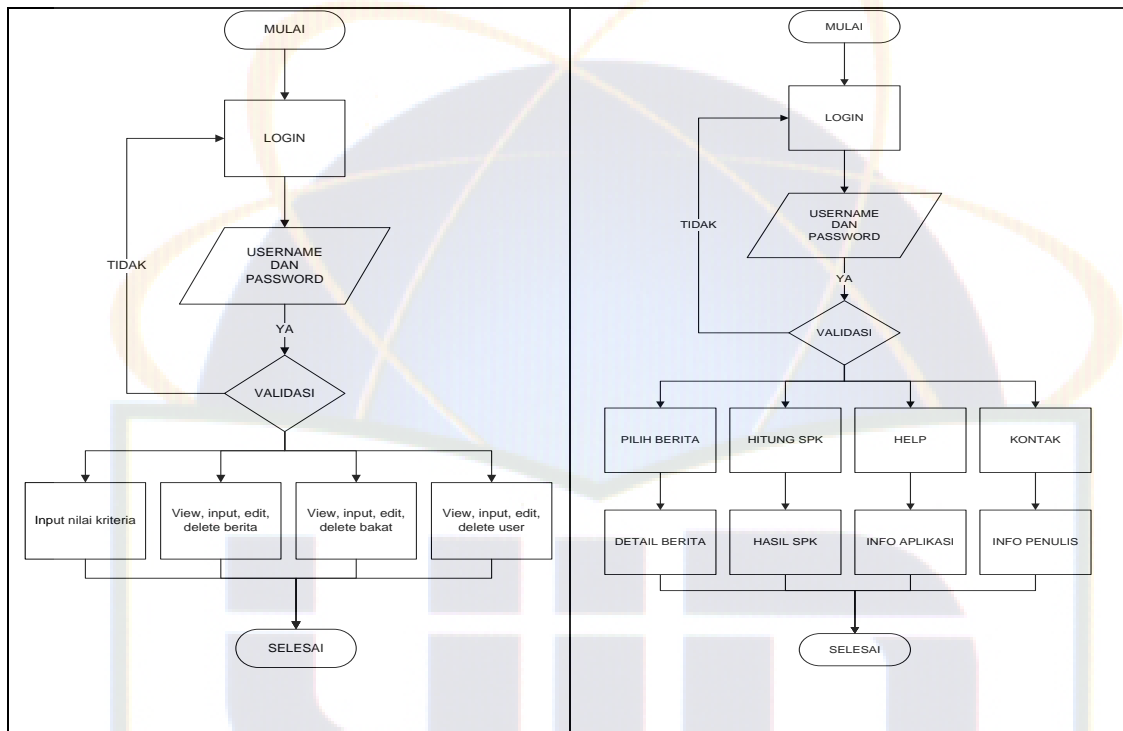 MULAI
LOGIN
USERNAME
DAN
PASSWORD
TIDAK
YA
VALIDASI
Input nilai kriteria
View, input, edit,
delete berita
View, input, edit,
delete bakat
View, input, edit,
delete user
SELESAI
MULAI
LOGIN
USERNAME
DAN
PASSWORD
TIDAK
YA
VALIDASI
PILIH BERITA
HITUNG SPK
HELP
KONTAK
DETAIL BERITA
HASIL SPK
INFO APLIKASI
INFO PENULIS
SELESAI